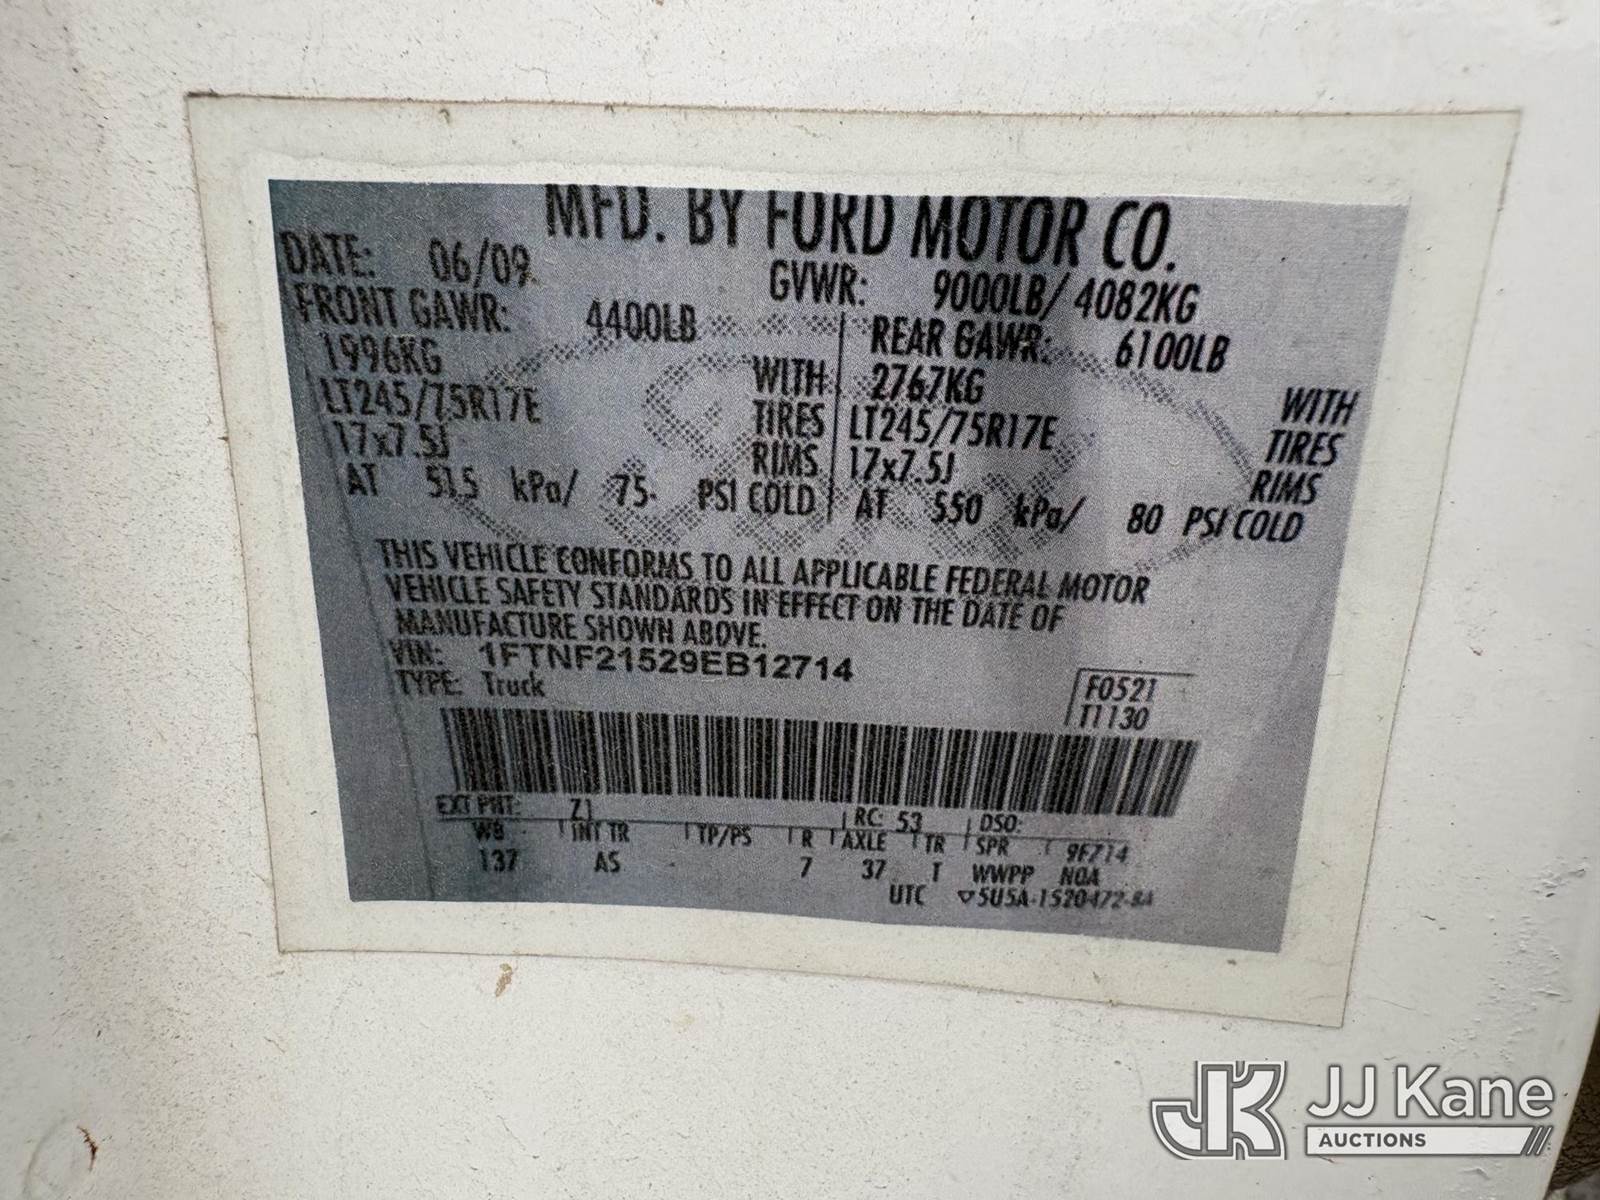 MFD. BY FORD MOTOR CO.
DATE: 06/09 GVWR: 9000LB/ 4082KG
FRONT GAWR: 4400LB REAR GAWR: 6100LB
1996KG WITH 2767KG WITH
LT245/75R17E TIRES LT245/75R17E TIRES
17x7.5J RIMS 17x7.5J RIMS
AT 515 kPa/ 75 PSI COLD AT 550 kPa/ 80 PSI COLD
THIS VEHICLE CONFORMS TO ALL APPLICABLE FEDERAL MOTOR
VEHICLE SAFETY STANDARDS IN EFFECT ON THE DATE OF
MANUFACTURE SHOWN ABOVE.
VIN: 1FTNF21529EB12714
TYPE: Truck F0521
T1130
EXT PNT: Z1 RC: 53 DSO:
WB INT TR TP/PS R AXLE TR SPR 9F714
137 AS 7 37 T WWPP NOA
UTC ▽5U5A-1520472-BA
JJ Kane
AUCTIONS